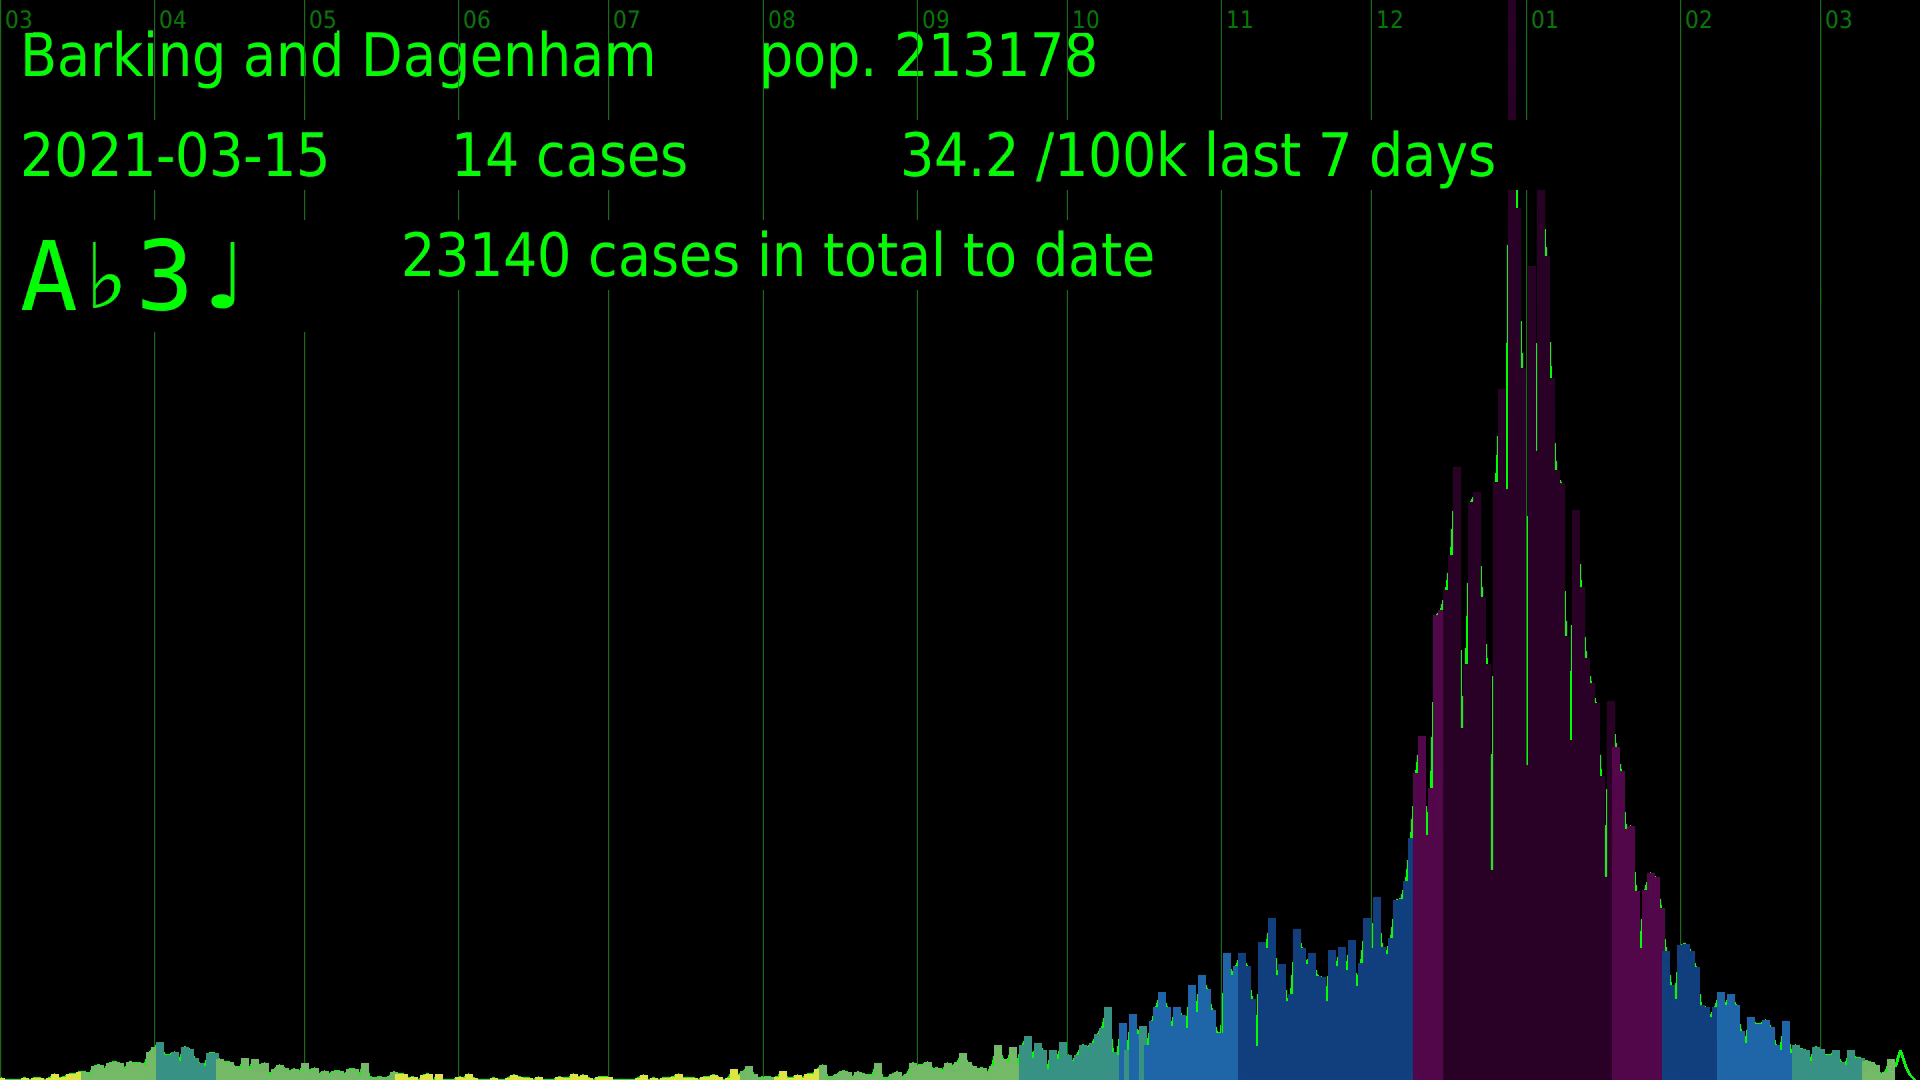 03 04 05 06 07 08 09 10 11 12 01 02 03
Barking and Dagenham pop. 213178
2021-03-15 14 cases 34.2 /100k last 7 days
A♭3♩ 23140 cases in total to date